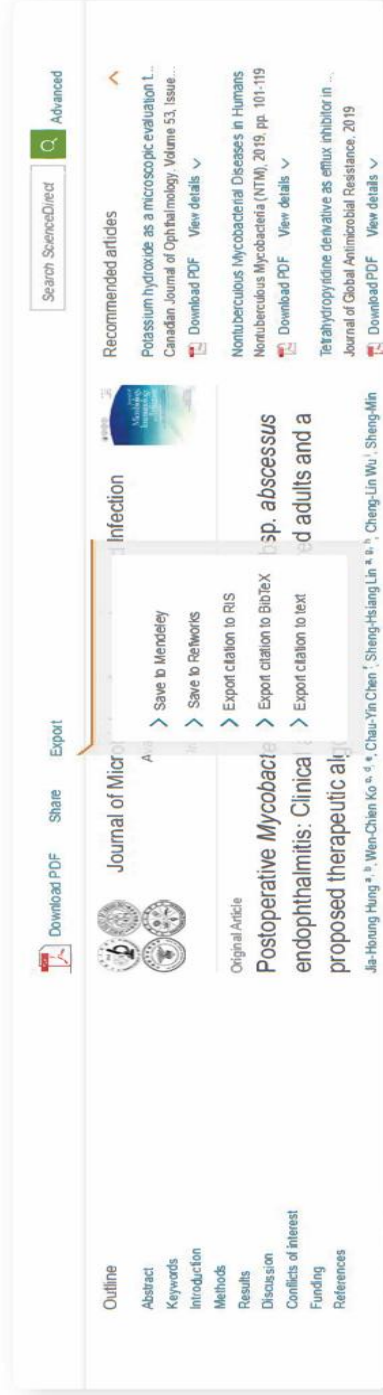 Download PDF Share Export
Search ScienceDirect Advanced
Outline
Abstract
Keywords
Introduction
Methods
Results
Discussion
Conflicts of interest
Funding
References
Journal of Micro
Infection
Save to Mendeley
Save to Refworks
Export citation to RIS
Export citation to BibTeX
Export citation to text
Original Article
Postoperative Mycobacte bsp. abscessus
endophthalmitis: Clinical ed adults and a
proposed therapeutic alg
Jia-Horung Hung a, b, Wen-Chien Ko c, d, e, Chau-Yin Chen f, Sheng-Hsiang Lin a, g, h, Cheng-Lin Wu i, Sheng-Min
Recommended articles
Potassium hydroxide as a microscopic evaluation t...
Canadian Journal of Ophthalmology, Volume 53, Issue...
Download PDF View details
Nontuberculous Mycobacterial Diseases in Humans
Nontuberculous Mycobacteria (NTM), 2019, pp. 101-119
Download PDF View details
Tetrahydropyridine derivative as efflux inhibitor in ...
Journal of Global Antimicrobial Resistance, 2019
Download PDF View details